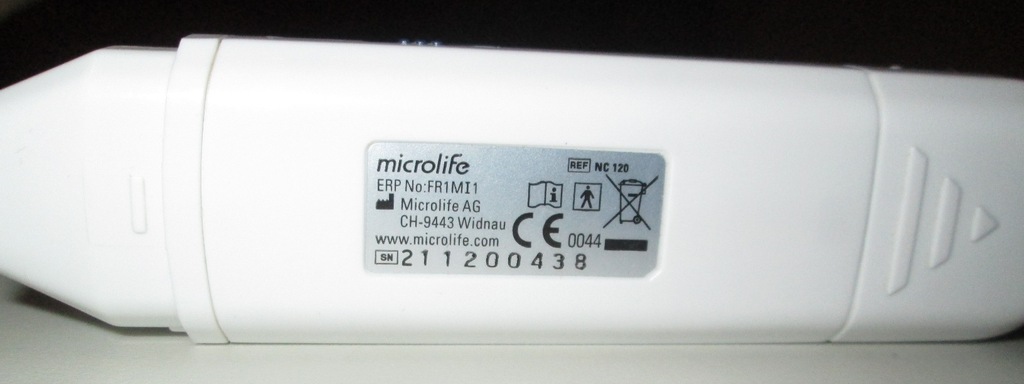 microlife
REF NC 120
ERP No:FR1MI1
Microlife AG
CH-9443 Widnau
www.microlife.com
CE 0044
SN 211200438